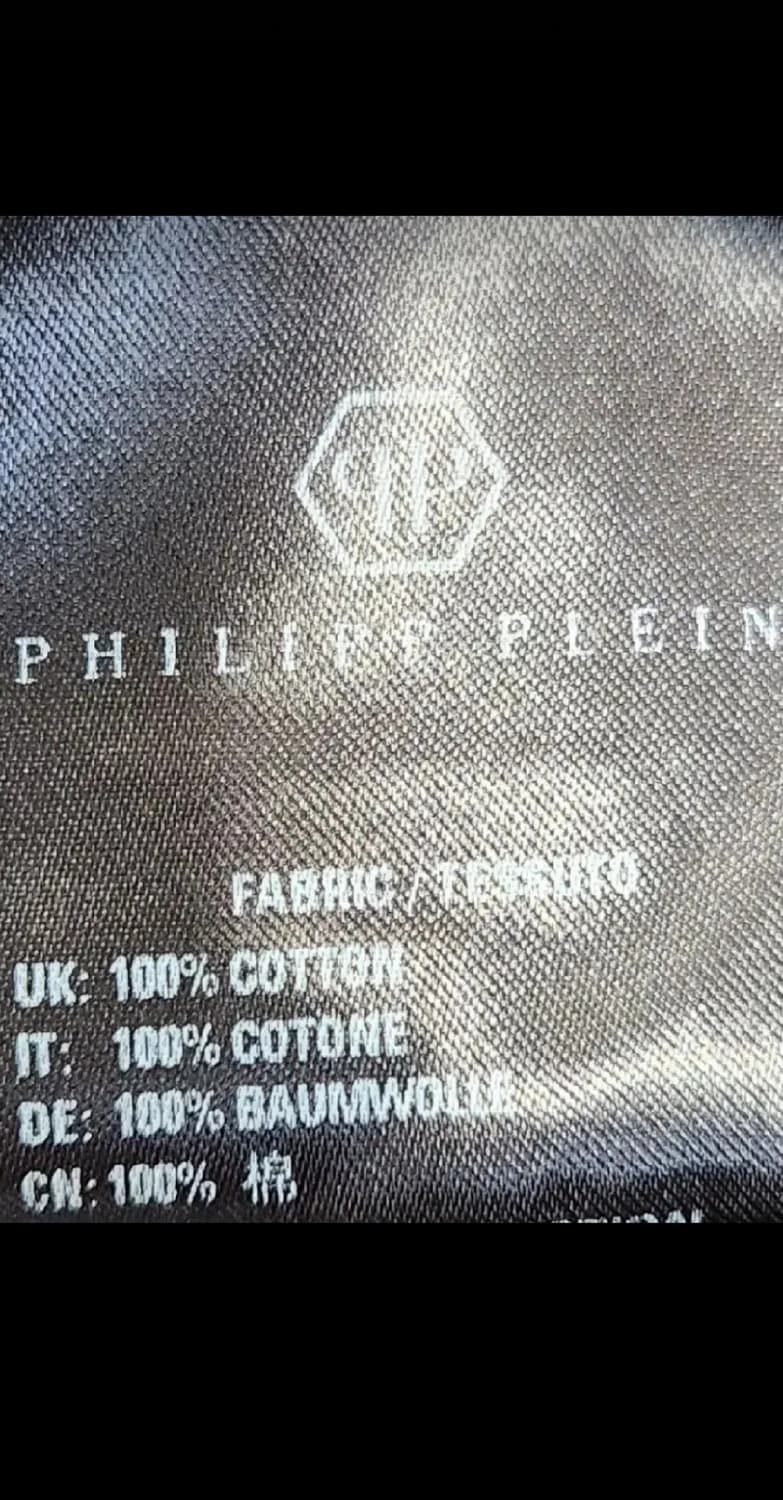 PHILIPP PLEIN
FABRIC / TESSUTO
UK: 100% COTTON
IT: 100% COTONE
DE: 100% BAUMWOLLE
CN: 100% 棉